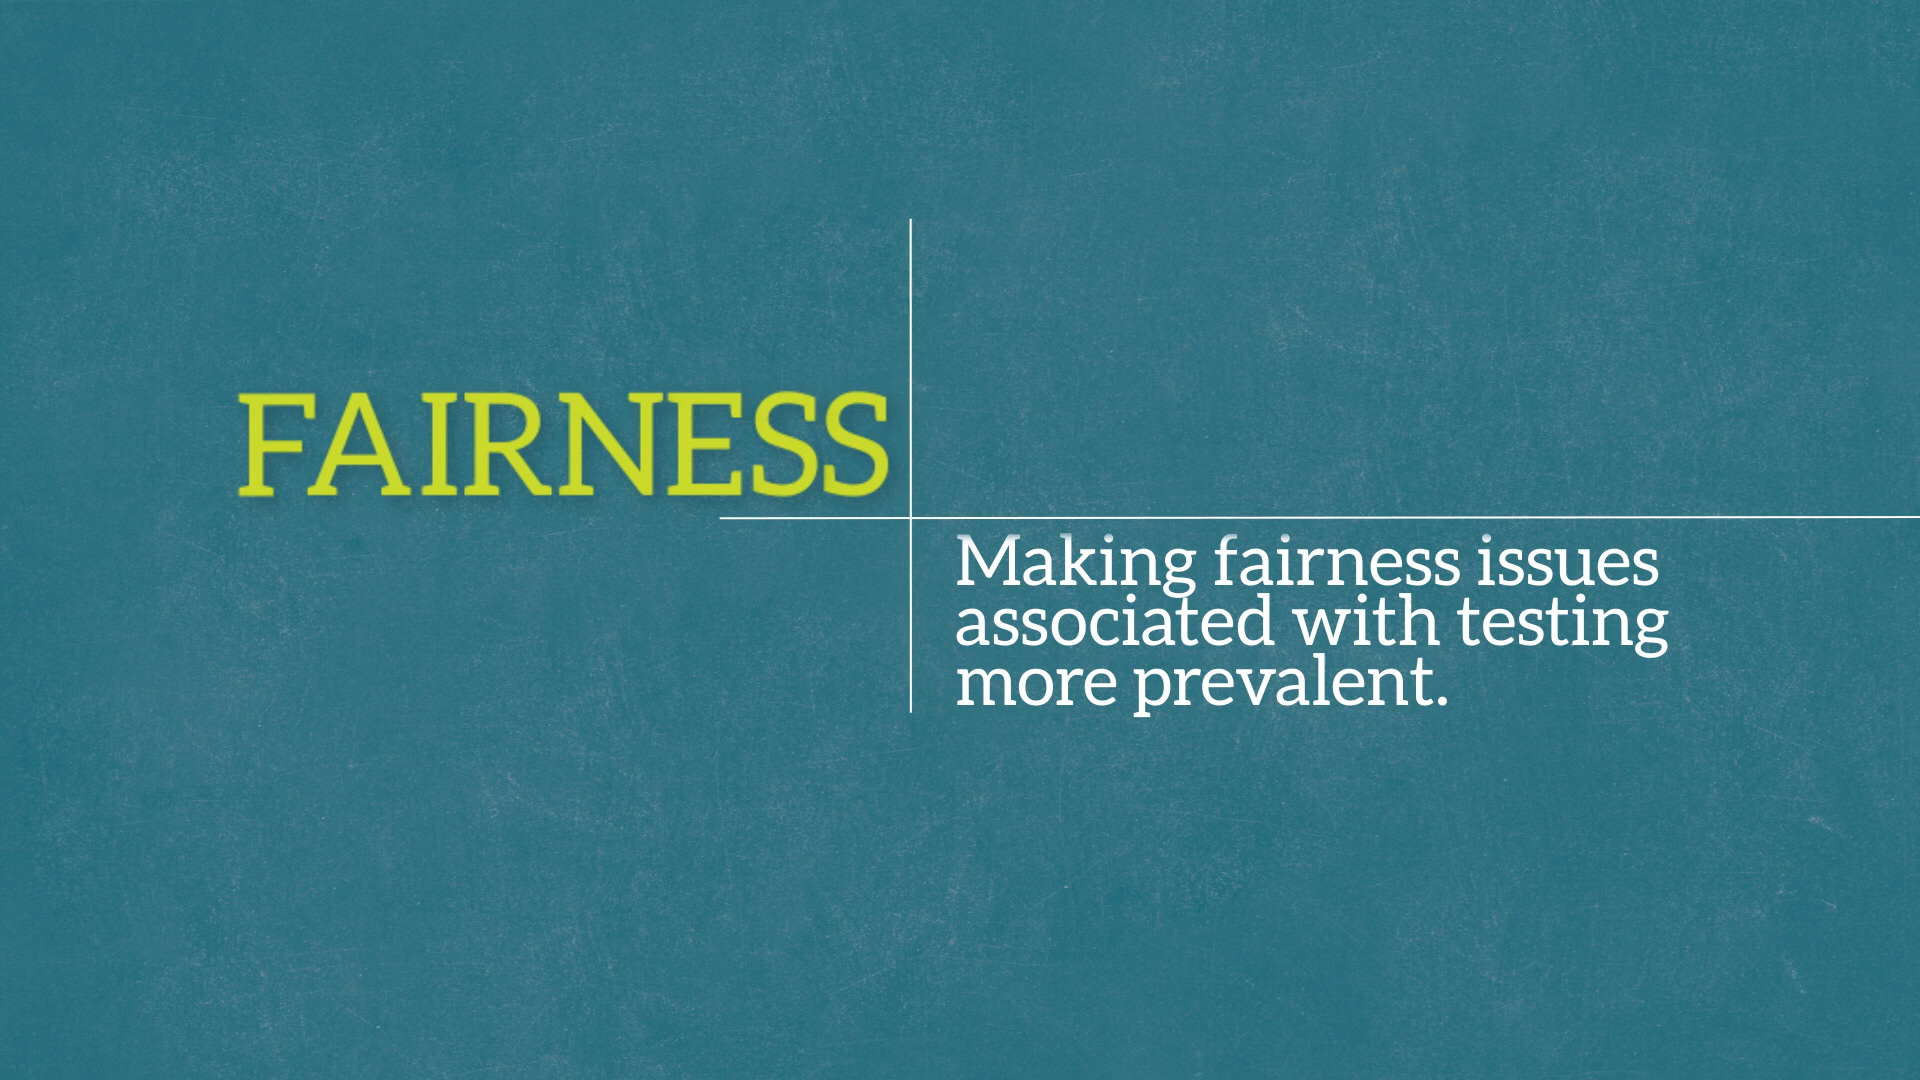 FAIRNESS
Making fairness issues
associated with testing
more prevalent.